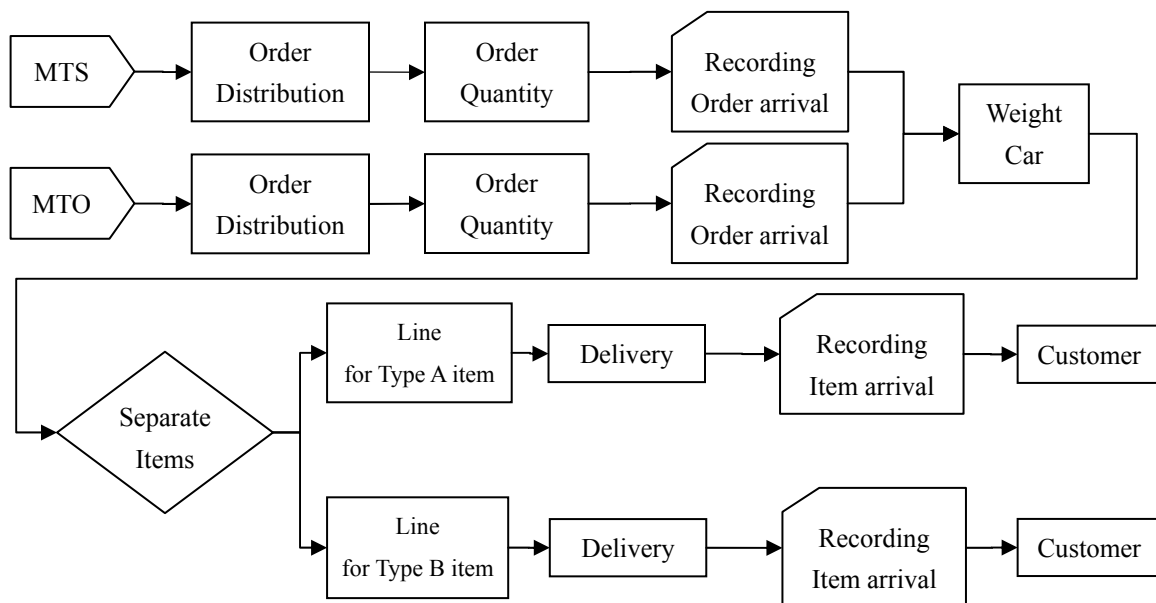 MTS
Order
Distribution
Order
Quantity
Recording
Order arrival
Weight
Car
MTO
Order
Distribution
Order
Quantity
Recording
Order arrival
Separate
Items
Line
for Type A item
Delivery
Recording
Item arrival
Customer
Line
for Type B item
Delivery
Recording
Item arrival
Customer